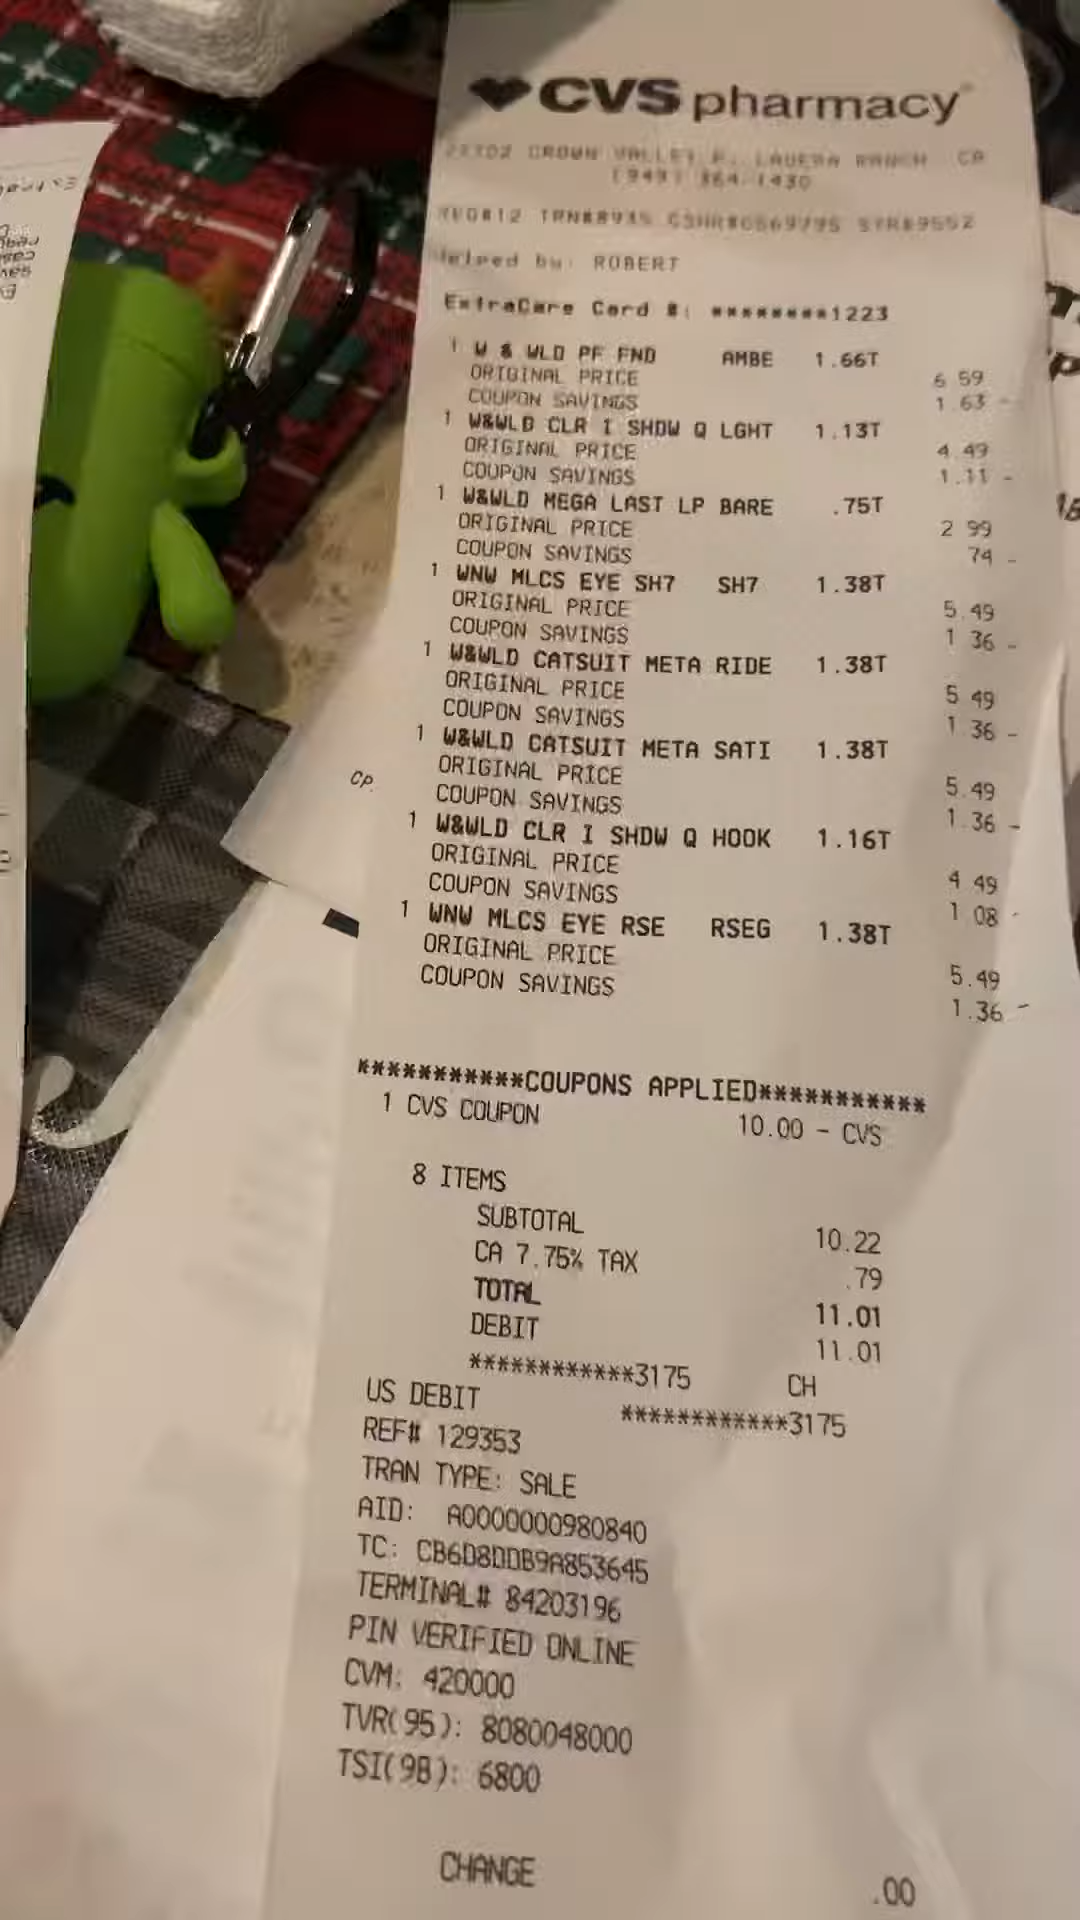 CVS pharmacy
CROWN VALLEY P. RANCH CA
(949) 364-1430
Helped by: ROBERT
ExtraCare Card #: ********1223
1 W & WLD PF FND AMBE 1.66T
ORIGINAL PRICE 6 59
COUPON SAVINGS 1 63 -
1 W&WLD CLR I SHDW Q LGHT 1.13T
ORIGINAL PRICE 4 49
COUPON SAVINGS 1.11 -
1 W&WLD MEGA LAST LP BARE .75T
ORIGINAL PRICE 2 99
COUPON SAVINGS 74 -
1 WNW MLCS EYE SH7 SH7 1.38T
ORIGINAL PRICE 5.49
COUPON SAVINGS 1 36 -
1 W&WLD CATSUIT META RIDE 1.38T
ORIGINAL PRICE 5 49
COUPON SAVINGS 1 36 -
1 W&WLD CATSUIT META SATI 1.38T
ORIGINAL PRICE 5.49
COUPON SAVINGS 1 36 -
1 W&WLD CLR I SHDW Q HOOK 1.16T
ORIGINAL PRICE 4 49
COUPON SAVINGS 1 08 -
1 WNW MLCS EYE RSE RSEG 1.38T
ORIGINAL PRICE 5.49
COUPON SAVINGS 1.36 -
CP.
***********COUPONS APPLIED***********
1 CVS COUPON 10.00 - CVS
8 ITEMS
SUBTOTAL 10.22
CA 7.75% TAX .79
TOTAL 11.01
DEBIT 11.01
************3175 CH
US DEBIT ************3175
REF# 129353
TRAN TYPE: SALE
AID: A0000000980840
TC: CB6D8DDB9A853645
TERMINAL# 84203196
PIN VERIFIED ONLINE
CVM: 420000
TVR(95): 8080048000
TSI(9B): 6800
CHANGE .00